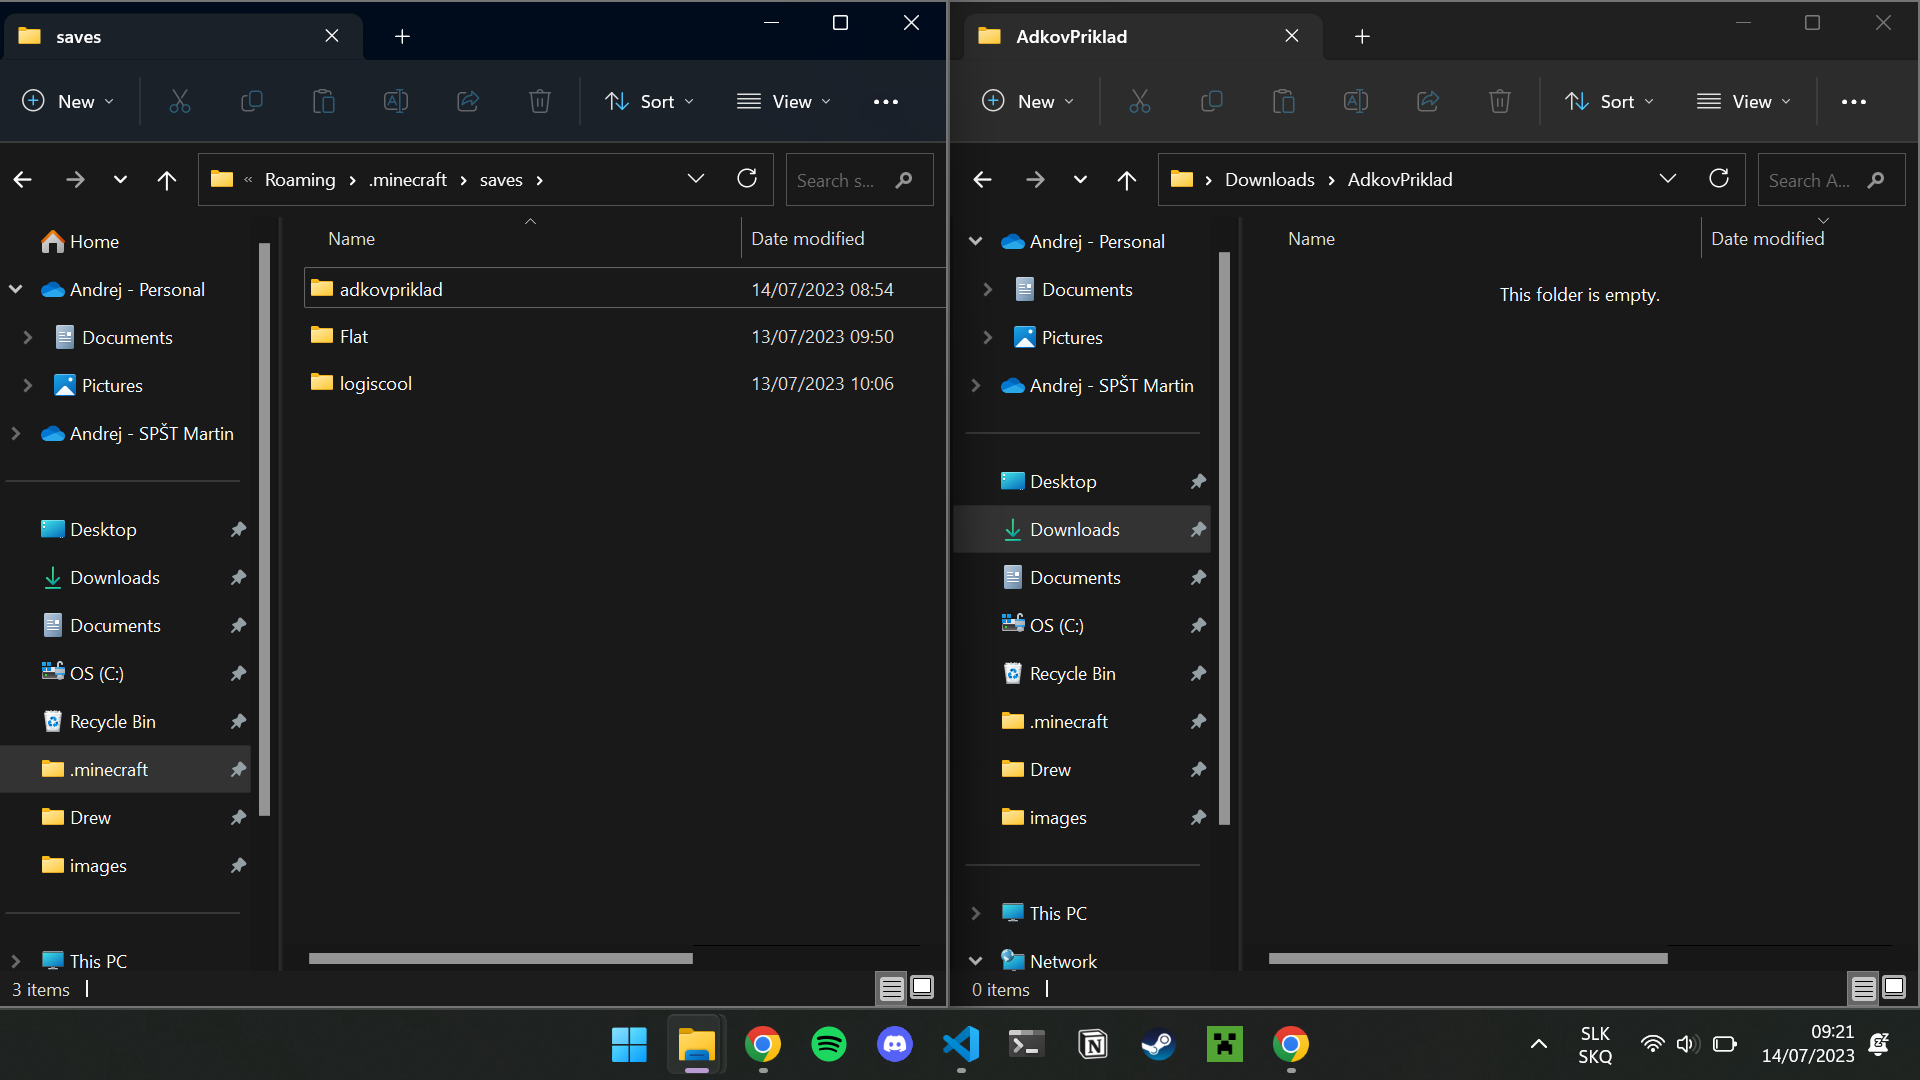 saves
New
Sort
View
Roaming
.minecraft
saves
Search s...
Home
Andrej - Personal
Documents
Pictures
Andrej - SPŠT Martin
Desktop
Downloads
Documents
OS (C:)
Recycle Bin
.minecraft
Drew
images
This PC
Name
Date modified
adkovpriklad
14/07/2023 08:54
Flat
13/07/2023 09:50
logiscool
13/07/2023 10:06
3 items
AdkovPriklad
New
Sort
View
Downloads
AdkovPriklad
Search A...
Andrej - Personal
Documents
Pictures
Andrej - SPŠT Martin
Desktop
Downloads
Documents
OS (C:)
Recycle Bin
.minecraft
Drew
images
This PC
Network
Name
Date modified
This folder is empty.
0 items
SLK
SKQ
09:21
14/07/2023